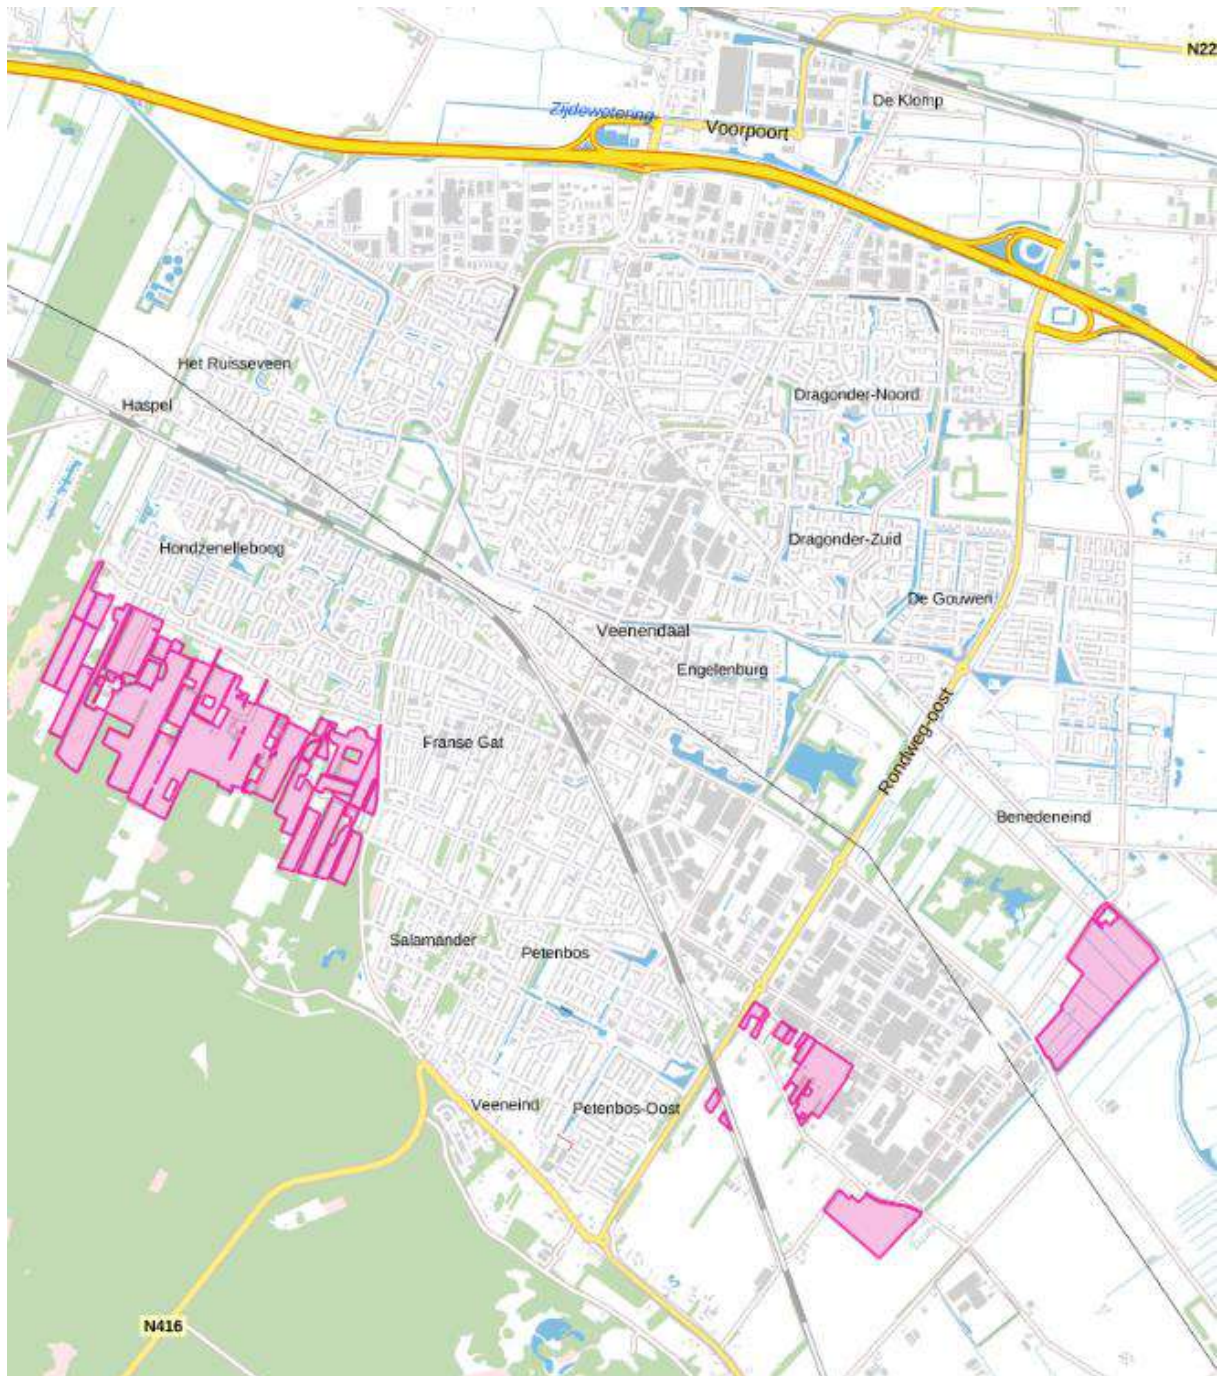 N22
De Klomp
Zijdewetering
Voorpoort
Het Ruisseveen
Dragonder-Noord
Haspel
Hondzenelleboog
Dragonder-Zuid
De Gouwen
Veenendaal
Engelenburg
Franse Gat
Rondweg-oost
Benedeneind
Salamander
Petenbos
Veeneind
Petenbos-Oost
N416